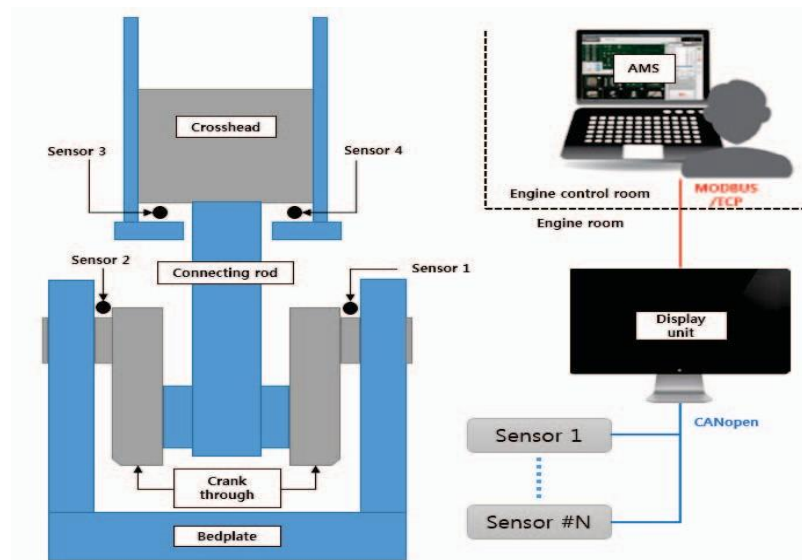 Crosshead
Sensor 3
Sensor 4
Sensor 2
Connecting rod
Sensor 1
Crank
through
Bedplate
AMS
Engine control room
MODBUS
/TCP
Engine room
Display
unit
CANopen
Sensor 1
Sensor #N